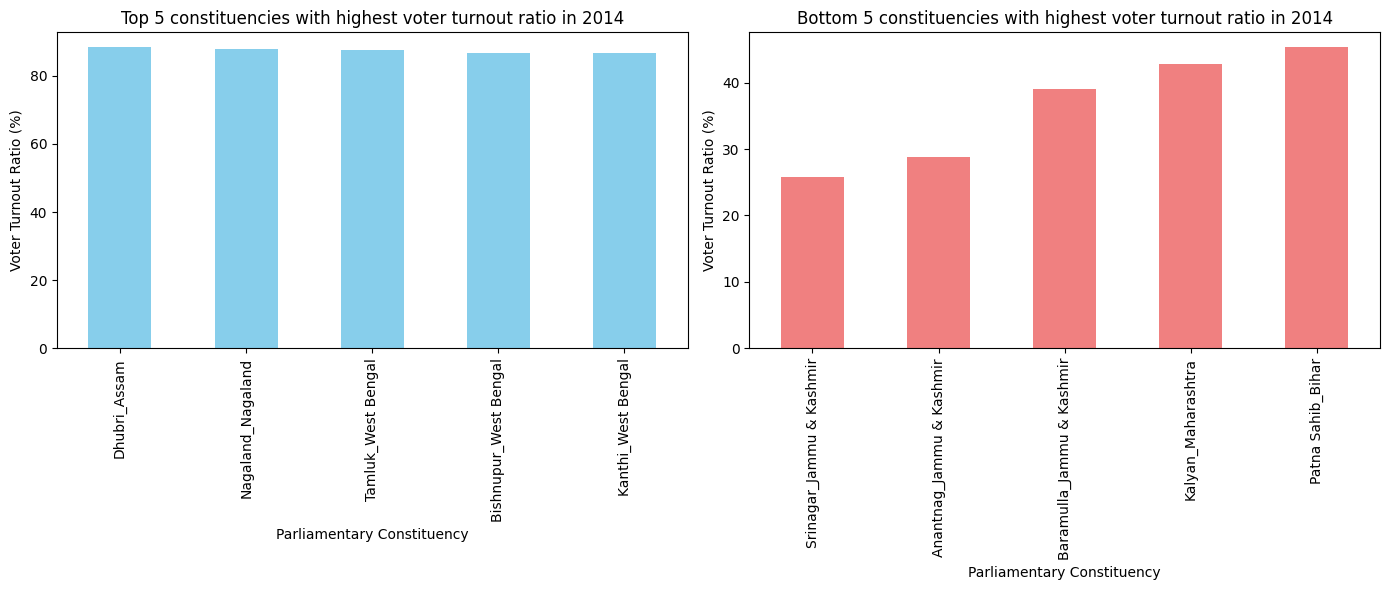 Top 5 constituencies with highest voter turnout ratio in 2014
Voter Turnout Ratio (%)
80
60
40
20
0
Dhubri_Assam
Nagaland_Nagaland
Tamluk_West Bengal
Bishnupur_West Bengal
Kanthi_West Bengal
Parliamentary Constituency
Bottom 5 constituencies with highest voter turnout ratio in 2014
Voter Turnout Ratio (%)
40
30
20
10
0
Srinagar_Jammu & Kashmir
Anantnag_Jammu & Kashmir
Baramulla_Jammu & Kashmir
Kalyan_Maharashtra
Patna Sahib_Bihar
Parliamentary Constituency